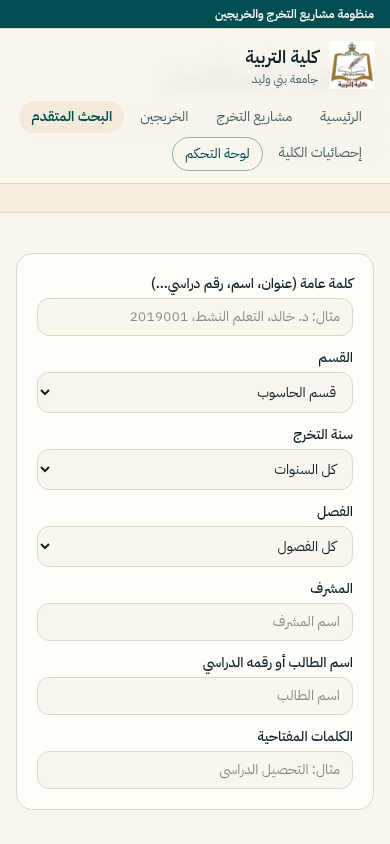 منظومة مشاريع التخرج والخريجين
كلية التربية
جامعة بني وليد
الرئيسية
مشاريع التخرج
الخريجين
البحث المتقدم
إحصائيات الكلية
لوحة التحكم
كلمة عامة (عنوان، اسم، رقم دراسي...)
مثال: د. خالد، التعلم النشط، 2019001
القسم
قسم الحاسوب
سنة التخرج
كل السنوات
الفصل
كل الفصول
المشرف
اسم المشرف
اسم الطالب أو رقمه الدراسي
اسم الطالب
الكلمات المفتاحية
مثال: التحصيل الدراسي